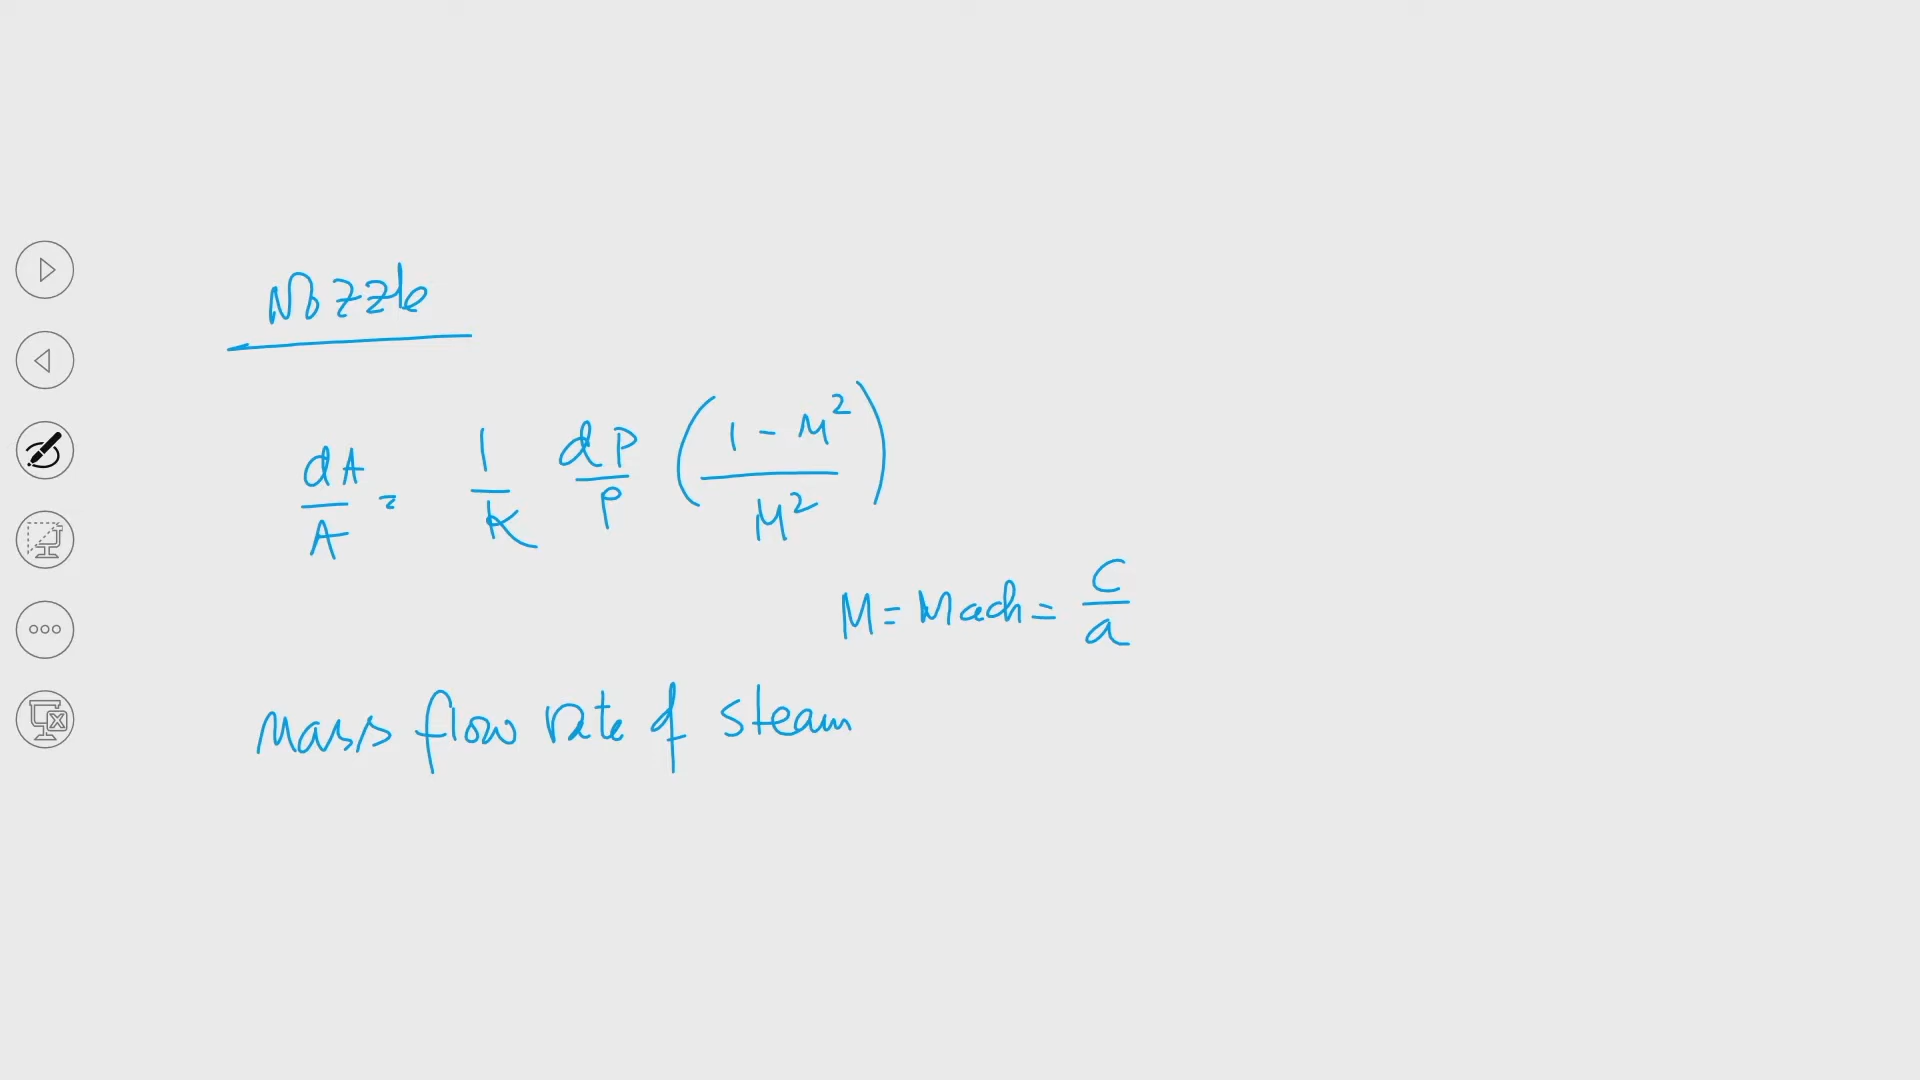 Nozzle
dA/A = 1/K dP/P ((1 - M²)/M²)
M = Mach = C/a
Mass flow rate of steam